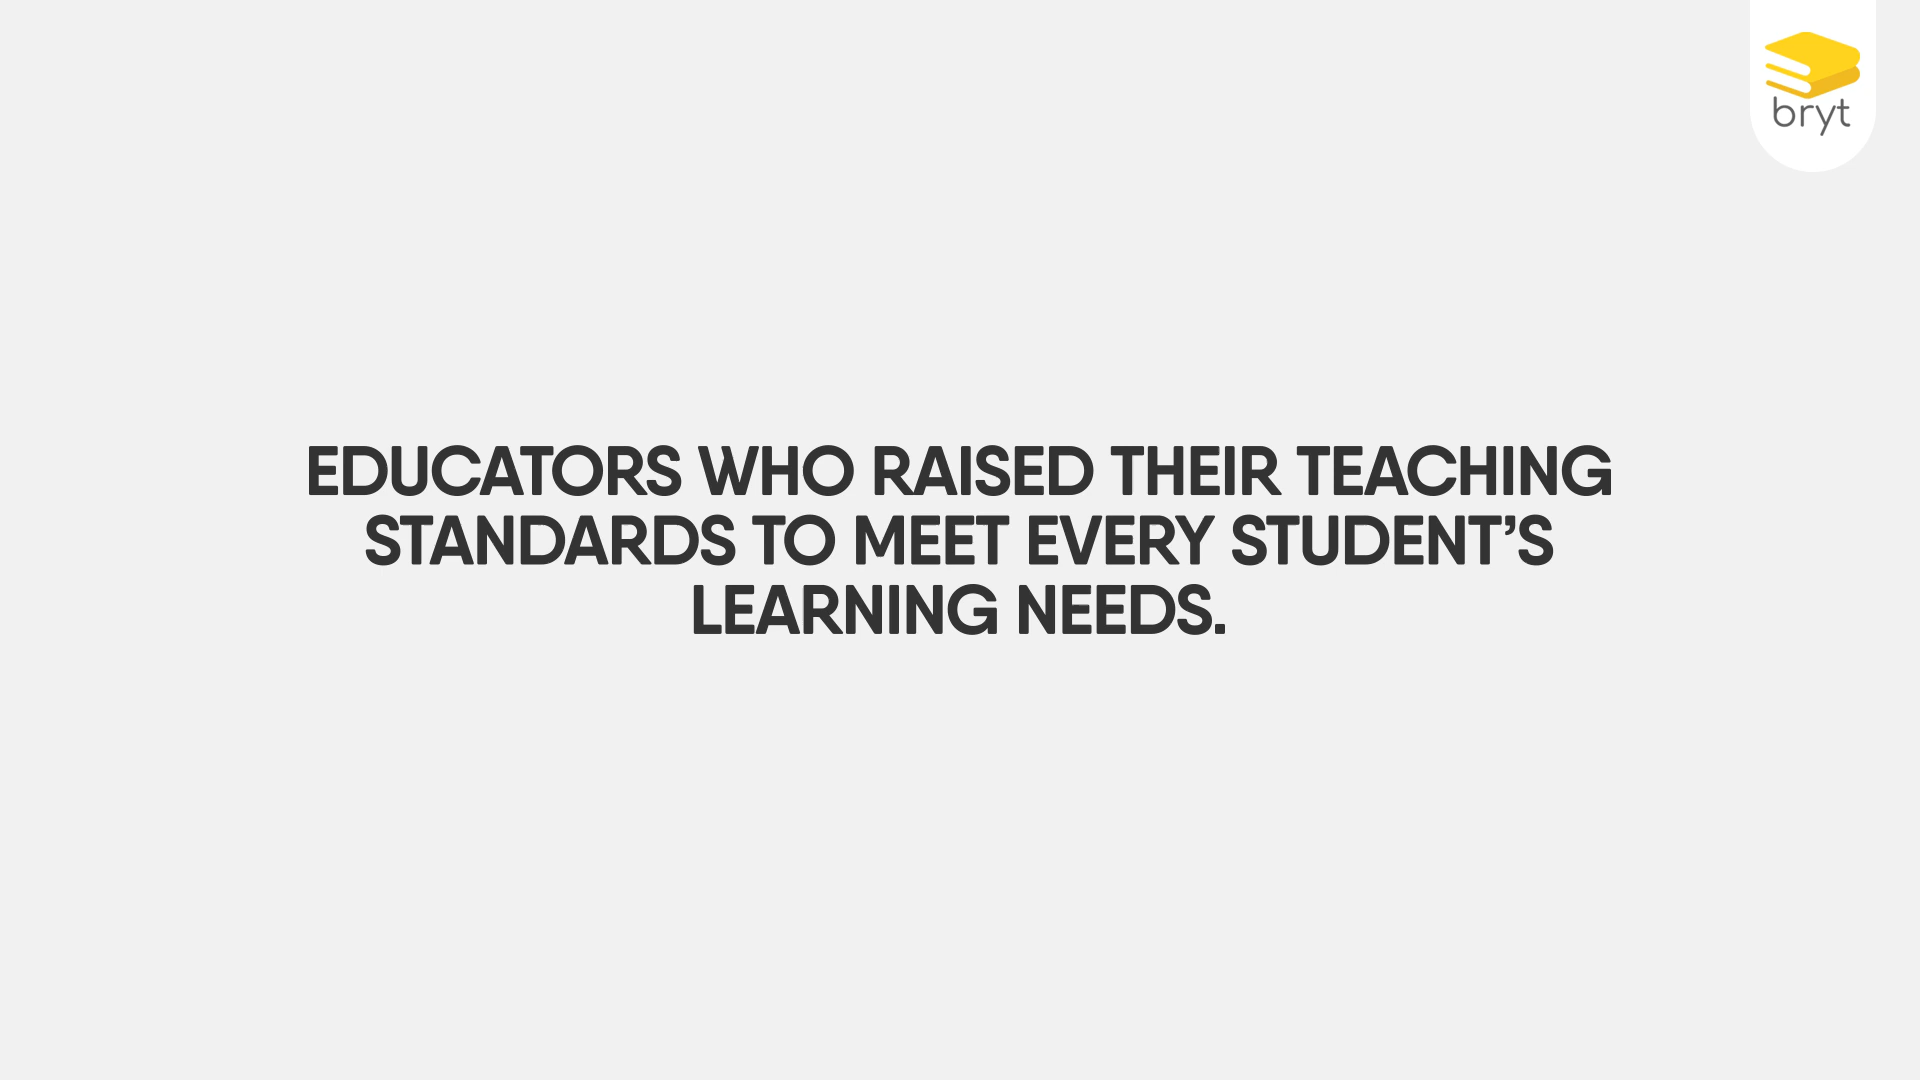 bryt
EDUCATORS WHO RAISED THEIR TEACHING
STANDARDS TO MEET EVERY STUDENT’S
LEARNING NEEDS.